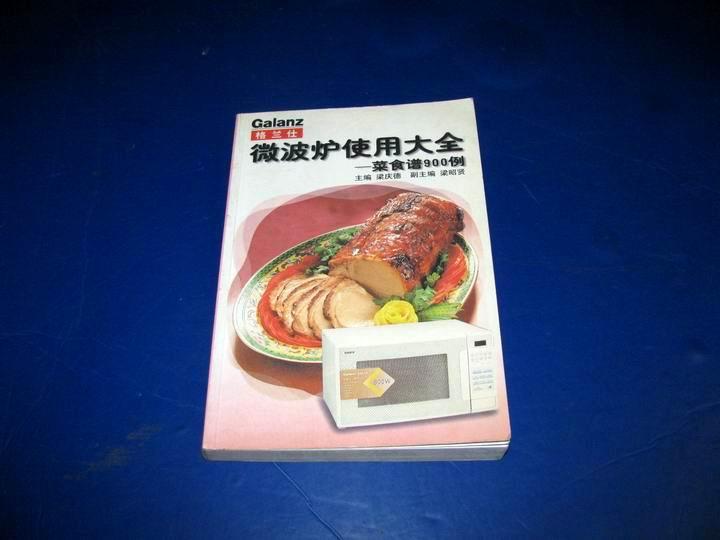 Galanz
格兰仕
微波炉使用大全
—菜食谱900例
主编 梁庆德 副主编 梁昭贤
800W